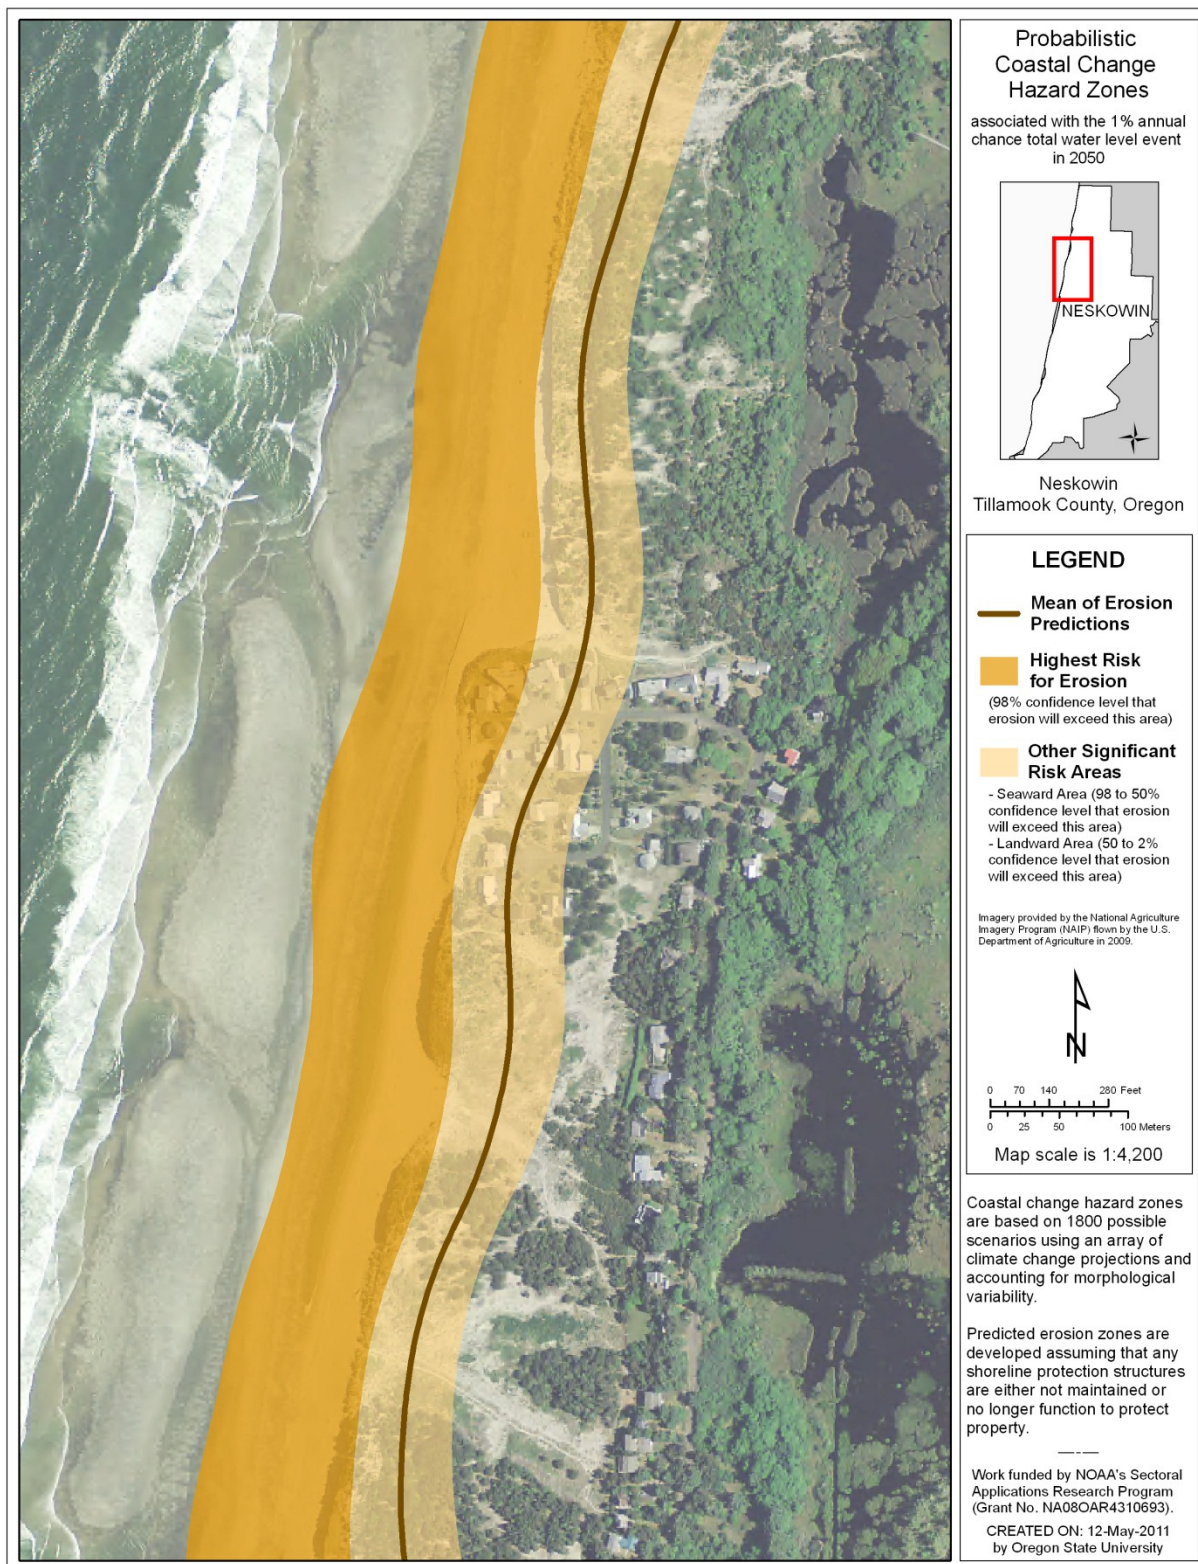 Probabilistic
Coastal Change
Hazard Zones
associated with the 1% annual
chance total water level event
in 2050
NESKOWIN
Neskowin
Tillamook County, Oregon
LEGEND
Mean of Erosion
Predictions
Highest Risk
for Erosion
(98% confidence level that
erosion will exceed this area)
Other Significant
Risk Areas
- Seaward Area (98 to 50%
confidence level that erosion
will exceed this area)
- Landward Area (50 to 2%
confidence level that erosion
will exceed this area)
Imagery provided by the National Agriculture
Imagery Program (NAIP) flown by the U.S.
Department of Agriculture in 2009.
N
0 70 140 280 Feet
0 25 50 100 Meters
Map scale is 1:4,200
Coastal change hazard zones
are based on 1800 possible
scenarios using an array of
climate change projections and
accounting for morphological
variability.
Predicted erosion zones are
developed assuming that any
shoreline protection structures
are either not maintained or
no longer function to protect
property.
Work funded by NOAA's Sectoral
Applications Research Program
(Grant No. NA08OAR4310693).
CREATED ON: 12-May-2011
by Oregon State University